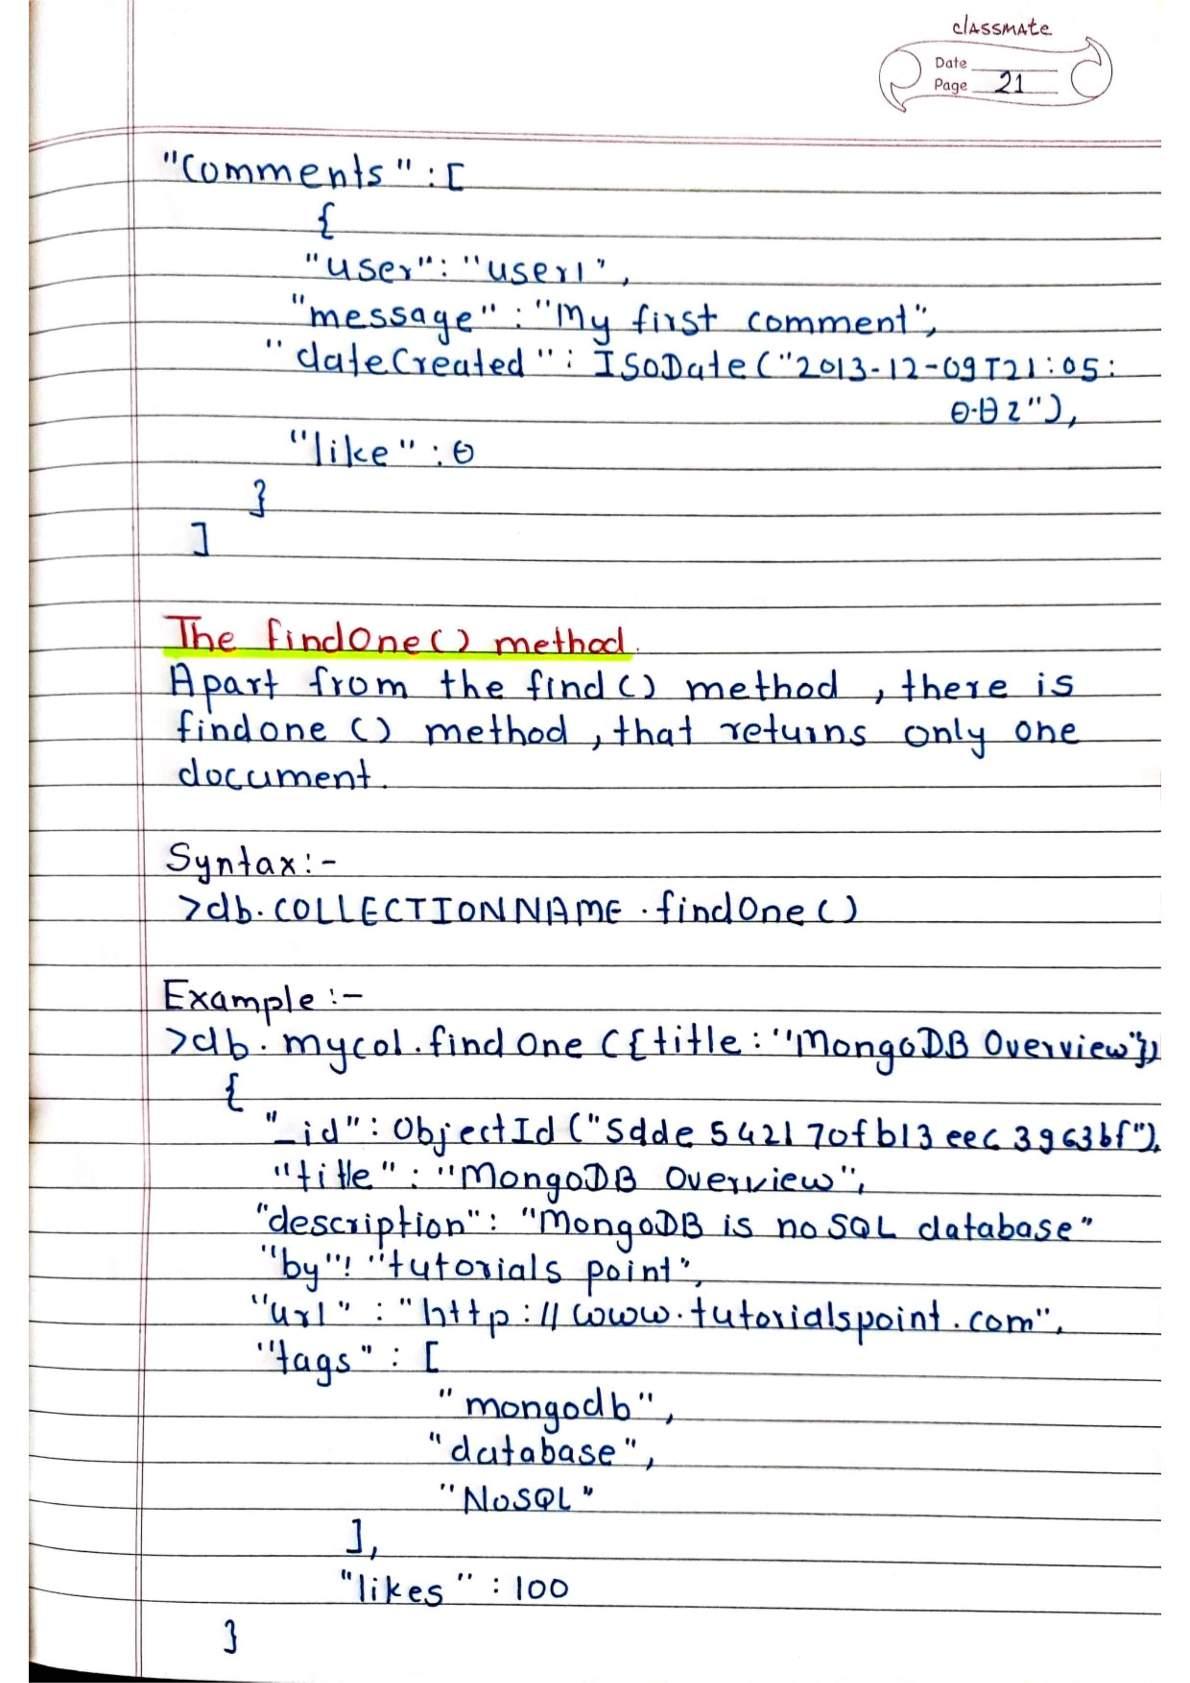 classmate
Date
Page 21
"Comments" : [
{
"user" : "user1",
"message" : "My first comment",
"dateCreated" : ISODate("2013-12-09T21:05:
0.0Z"),
"like" : 0
}
]
The findOne() method.
Apart from the find() method, there is
findone () method, that returns only one
document.
Syntax:-
>db.COLLECTIONNAME.findOne()
Example:-
>db.mycol.findOne({title:"MongoDB Overview"})
{
"_id" : ObjectId("5dde542170fb13eec3963bf"),
"title" : "MongoDB Overview",
"description" : "MongoDB is no SQL database"
"by" : "tutorials point",
"url" : "http://www.tutorialspoint.com",
"tags" : [
"mongodb",
"database",
"NoSQL"
],
"likes" : 100
}